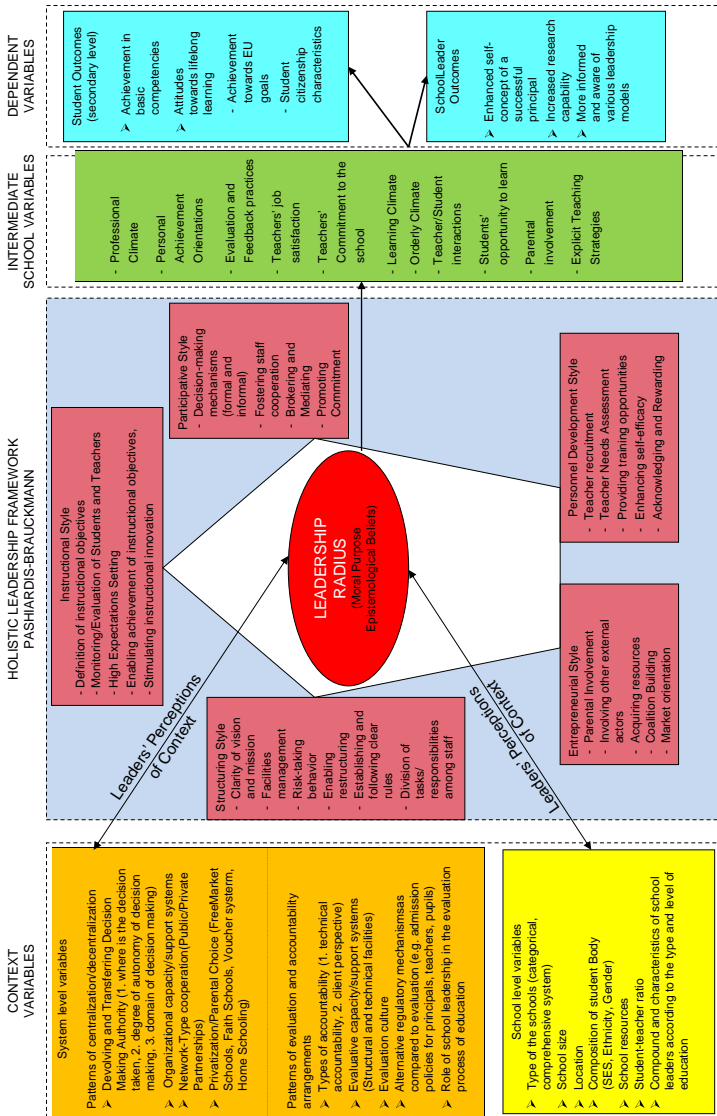 CONTEXT
VARIABLES
System level variables
Patterns of centralization/decentralization
➢ Devolving and Transferring Decision
Making Authority (1. where is the decision
taken, 2. degree of autonomy of decision
making, 3. domain of decision making)
➢ Organizational capacity/support systems
➢ Network-Type cooperation(Public/Private
Partnerships)
➢ Privatization/Parental Choice (FreeMarket
Schools, Faith Schools, Voucher systerm,
Home Schooling)
Patterns of evaluation and accountability
arrangements
➢ Types of accountability (1. technical
accountability, 2. client perspective)
➢ Evaluative capacity/support systems
(Structural and technical facilities)
➢ Evaluation culture
➢ Alternative regulatory mechanismsas
compared to evaluation (e.g. admission
policies for principals, teachers, pupils)
➢ Role of school leadership in the evaluation
process of education
School level variables
➢ Type of the schools (categorical,
comprehensive system)
➢ School size
➢ Location
➢ Composition of student Body
(SES, Ethnicity, Gender)
➢ School resources
➢ Student-teacher ratio
➢ Compound and characteristics of school
leaders according to the type and level of
education
HOLISTIC LEADERSHIP FRAMEWORK
PASHIARDIS-BRAUCKMANN
Leaders' Perceptions
of Context
Leaders' Perceptions
of Context
Instructional Style
- Definition of instructional objectives
- Monitoring/Evaluation of Students and Teachers
- High Expectations Setting
- Enabling achievement of instructional objectives,
- Stimulating instructional innovation
Structuring Style
- Clarity of vision
and mission
- Facilities
management
- Risk-taking
behavior
- Enabling
restructuring
- Establishing and
following clear
rules
- Division of
tasks/
responsibilities
among staff
LEADERSHIP
RADIUS
(Moral Purpose
Epistemological Beliefs)
Participative Style
- Decision-making
mechanisms
(formal and
informal)
- Fostering staff
cooperation
- Brokering and
Mediating
- Promoting
Commitment
Entrepreneurial Style
- Parental Involvement
- Involving other external
actors
- Acquiring resources
- Coalition Building
- Market orientation
Personnel Development Style
- Teacher recruitment
- Teacher Needs Assessment
- Providing training opportunities
- Enhancing self-efficacy
- Acknowledging and Rewarding
INTERMEDIATE
SCHOOL VARIABLES
- Professional
Climate
- Personal
Achievement
Orientations
- Evaluation and
Feedback practices
- Teachers' job
satisfaction
- Teachers'
Commitment to the
school
- Learning Climate
- Orderly Climate
- Teacher/Student
interactions
- Students'
opportunity to learn
- Parental
involvement
- Explicit Teaching
Strategies
DEPENDENT
VARIABLES
Student Outcomes
(secondary level)
➢ Achievement in
basic
competencies
➢ Attitudes
towards lifelong
learning
- Achievement
towards EU
goals
- Student
citizenship
characteristics
SchoolLeader
Outcomes
➢ Enhanced self-
concept of a
successful
principal
➢ Increased research
capability
➢ More informed
and aware of
various leadership
models